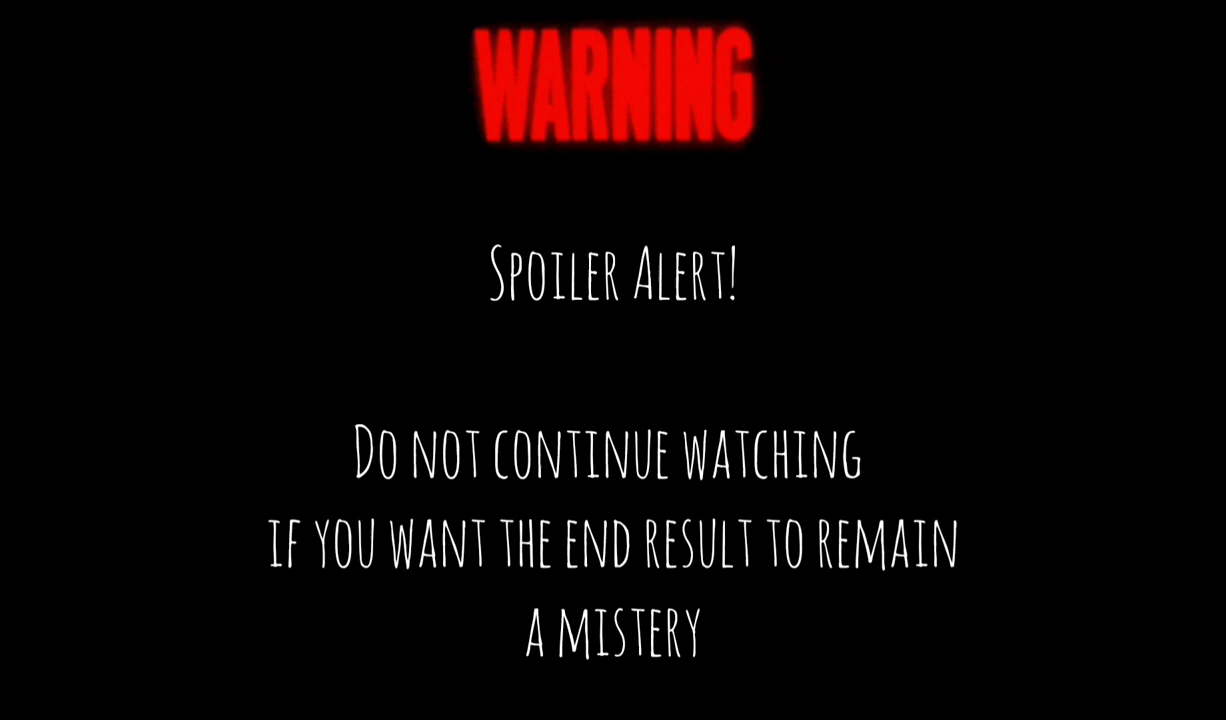 WARNING
Spoiler Alert!
Do not continue watching
if you want the end result to remain
a mistery